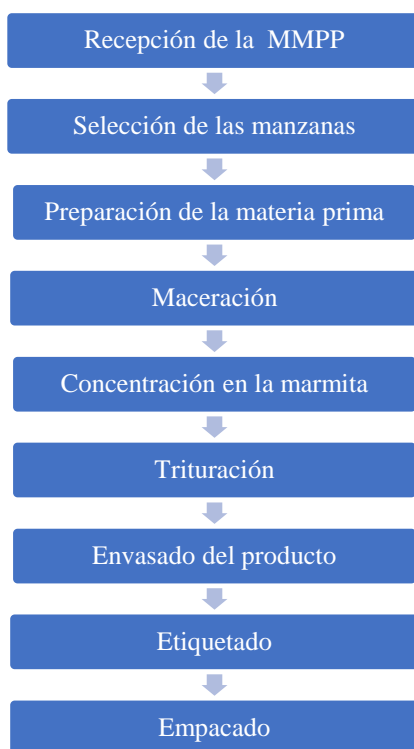 Recepción de la MMPP
Selección de las manzanas
Preparación de la materia prima
Maceración
Concentración en la marmita
Trituración
Envasado del producto
Etiquetado
Empacado